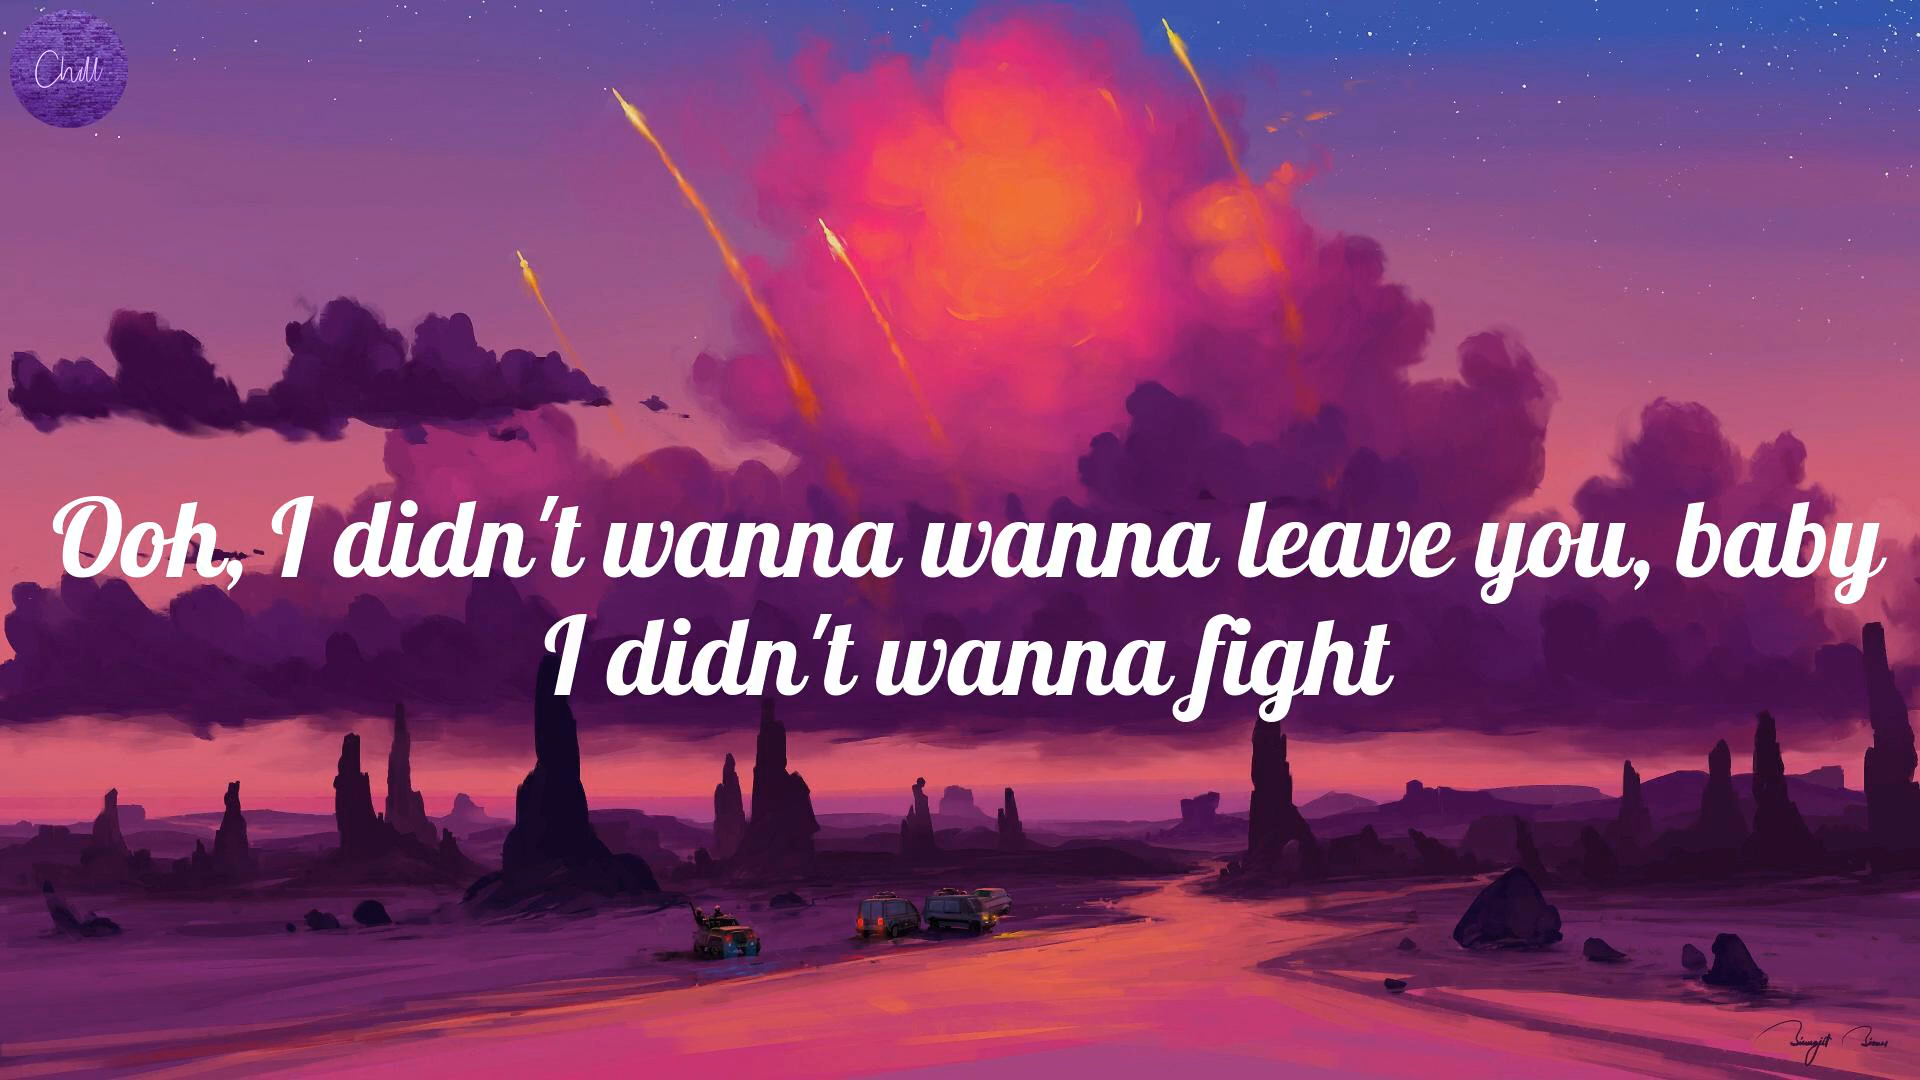 Chill
Ooh, I didn't wanna wanna leave you, baby
I didn't wanna fight